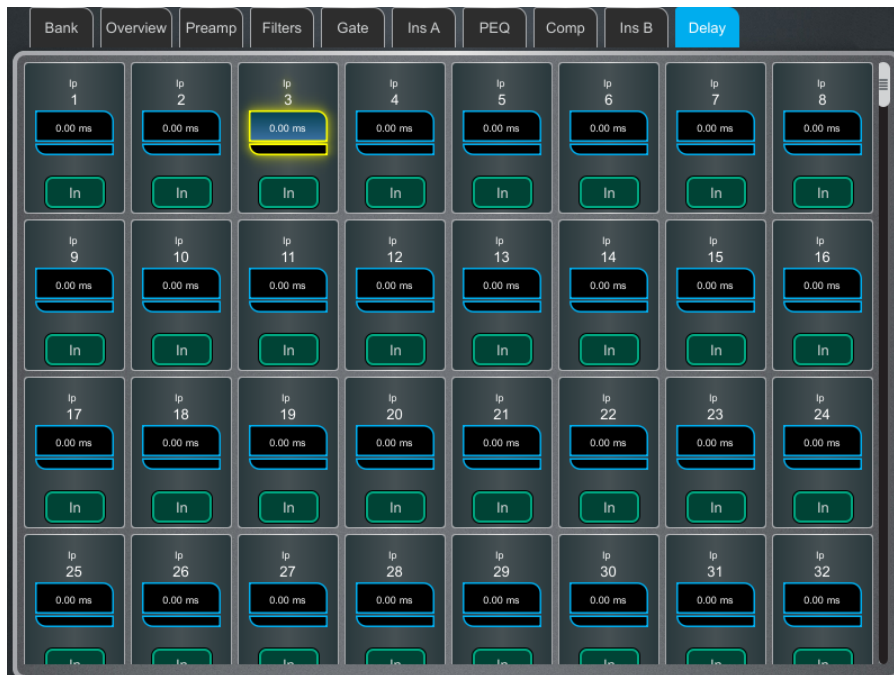 Bank Overview Preamp Filters Gate Ins A PEQ Comp Ins B Delay
Ip Ip Ip Ip Ip Ip Ip Ip
1 2 3 4 5 6 7 8
0.00 ms 0.00 ms 0.00 ms 0.00 ms 0.00 ms 0.00 ms 0.00 ms 0.00 ms
In In In In In In In In
Ip Ip Ip Ip Ip Ip Ip Ip
9 10 11 12 13 14 15 16
0.00 ms 0.00 ms 0.00 ms 0.00 ms 0.00 ms 0.00 ms 0.00 ms 0.00 ms
In In In In In In In In
Ip Ip Ip Ip Ip Ip Ip Ip
17 18 19 20 21 22 23 24
0.00 ms 0.00 ms 0.00 ms 0.00 ms 0.00 ms 0.00 ms 0.00 ms 0.00 ms
In In In In In In In In
Ip Ip Ip Ip Ip Ip Ip Ip
25 26 27 28 29 30 31 32
0.00 ms 0.00 ms 0.00 ms 0.00 ms 0.00 ms 0.00 ms 0.00 ms 0.00 ms
In In In In In In In In